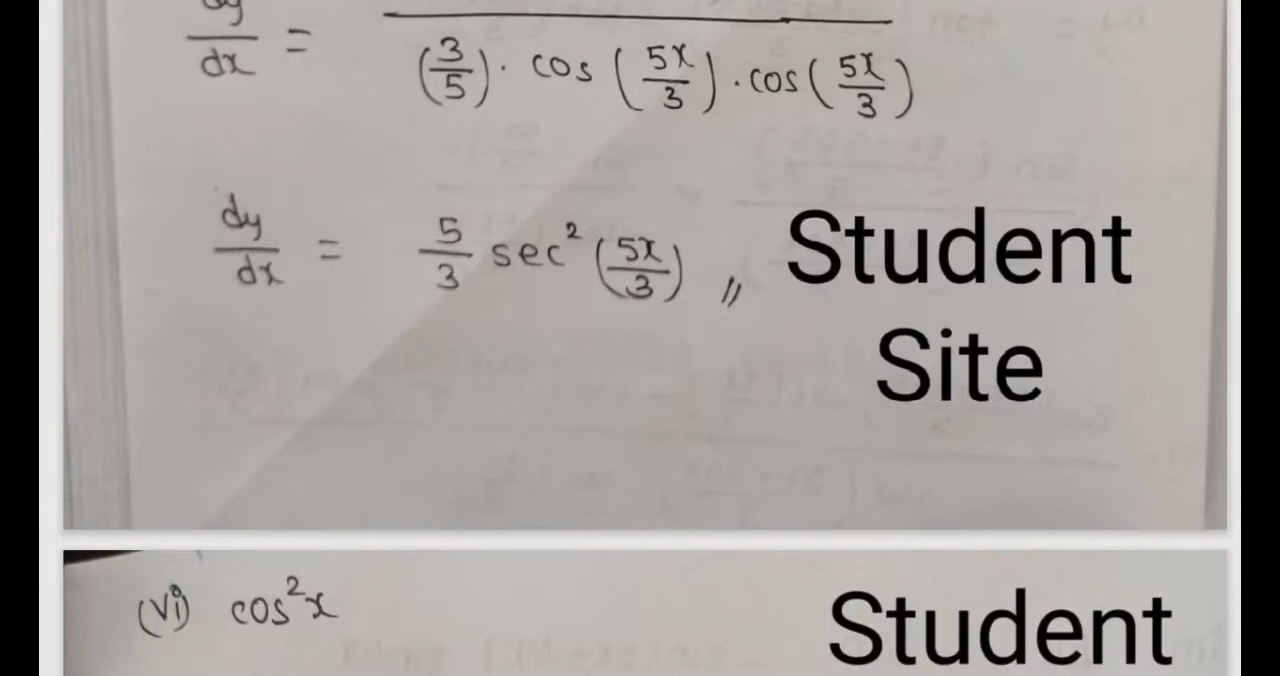 dy/dx = ─── / (3/5) · cos (5x/3) · cos (5x/3)
dy/dx = 5/3 sec² (5x/3) //
Student
Site
(vi) cos²x
Student